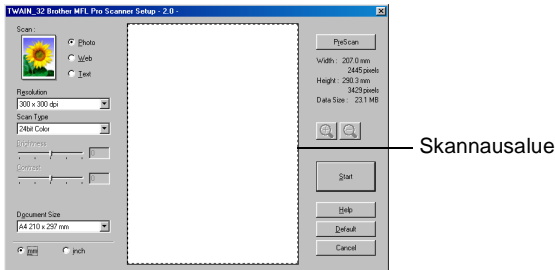 TWAIN_32 Brother MFL Pro Scanner Setup - 2.0 -
Scan :
Photo
Web
Text
Resolution
300 x 300 dpi
Scan Type
24bit Color
Brightness
0
Contrast
0
Document Size
A4 210 x 297 mm
mm
inch
PreScan
Width : 207.0 mm
2445 pixels
Height : 290.3 mm
3429 pixels
Data Size : 23.1 MB
Start
Help
Default
Cancel
Skannausalue